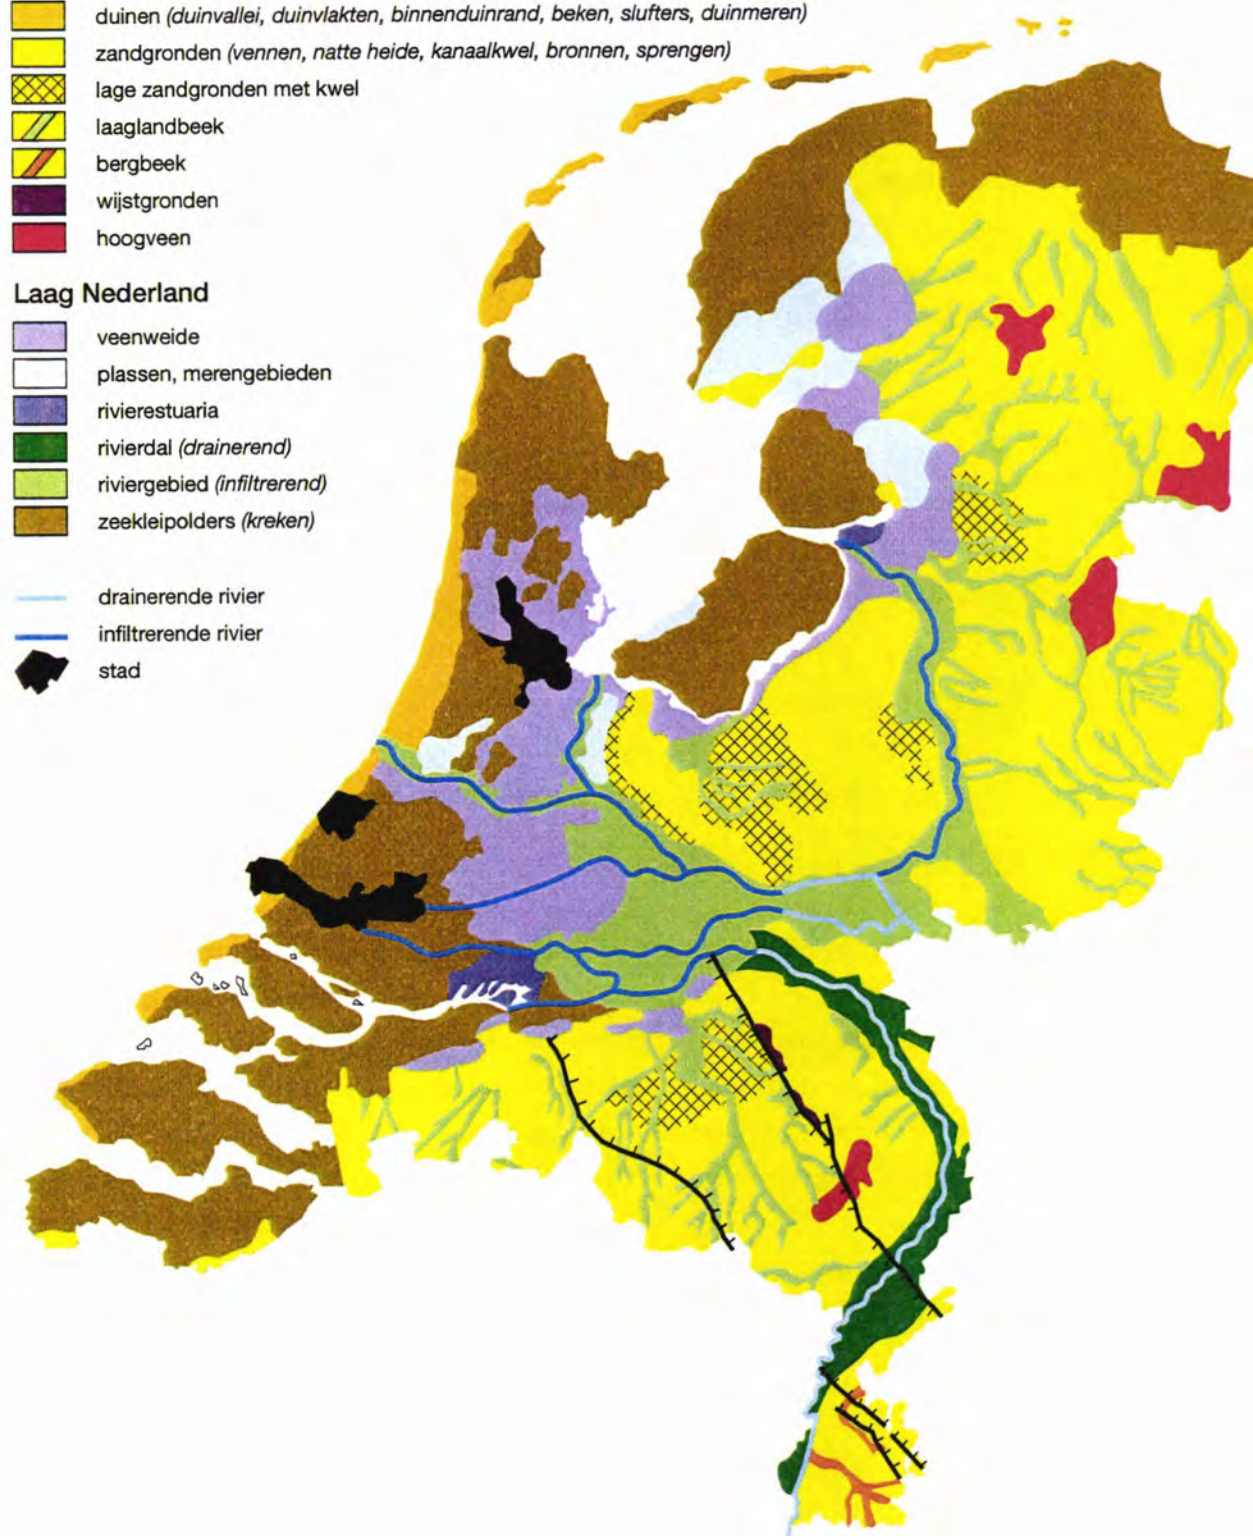 duinen (duinvallei, duinvlakten, binnenduinrand, beken, slufters, duinmeren)
zandgronden (vennen, natte heide, kanaalkwel, bronnen, sprengen)
lage zandgronden met kwel
laaglandbeek
bergbeek
wijstgronden
hoogveen
Laag Nederland
veenweide
plassen, merengebieden
rivierestuaria
rivierdal (drainerend)
riviergebied (infiltrerend)
zeekleipolders (kreken)
drainerende rivier
infiltrerende rivier
stad